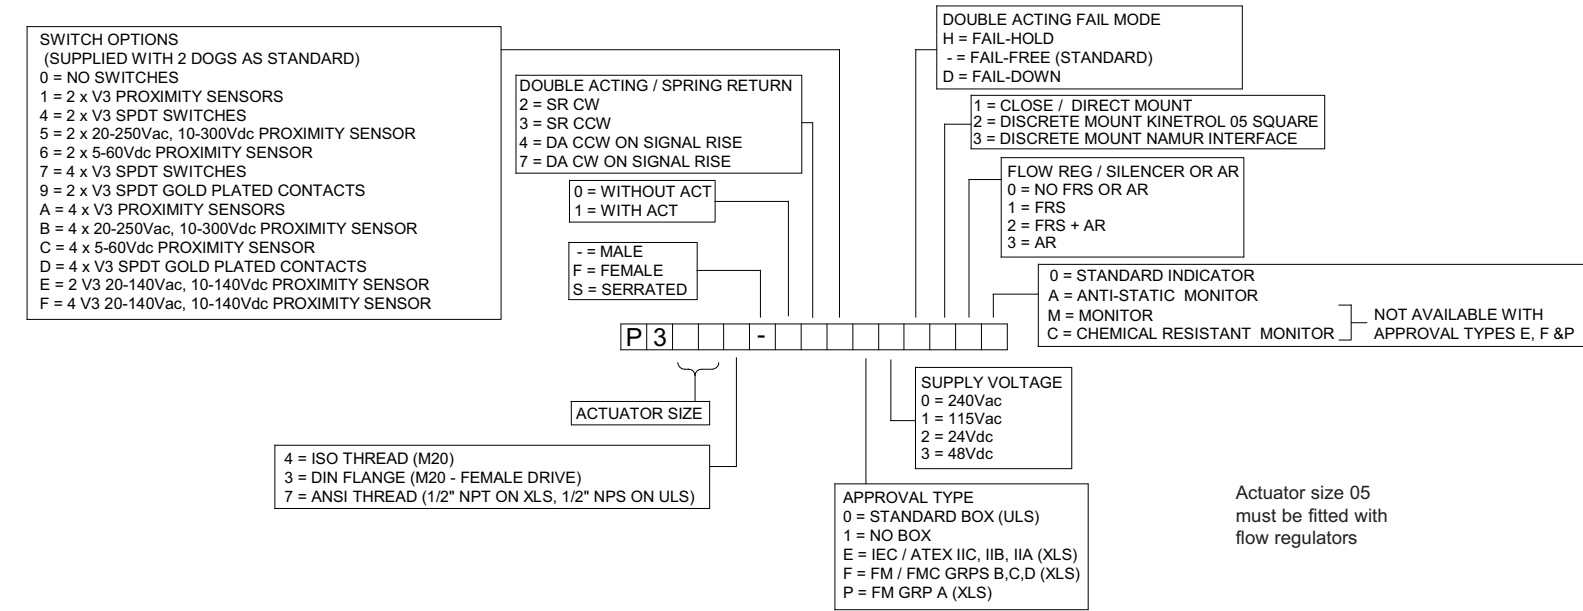 SWITCH OPTIONS
(SUPPLIED WITH 2 DOGS AS STANDARD)
0 = NO SWITCHES
1 = 2 x V3 PROXIMITY SENSORS
4 = 2 x V3 SPDT SWITCHES
5 = 2 x 20-250Vac, 10-300Vdc PROXIMITY SENSOR
6 = 2 x 5-60Vdc PROXIMITY SENSOR
7 = 4 x V3 SPDT SWITCHES
9 = 2 x V3 SPDT GOLD PLATED CONTACTS
A = 4 x V3 PROXIMITY SENSORS
B = 4 x 20-250Vac, 10-300Vdc PROXIMITY SENSOR
C = 4 x 5-60Vdc PROXIMITY SENSOR
D = 4 x V3 SPDT GOLD PLATED CONTACTS
E = 2 V3 20-140Vac, 10-140Vdc PROXIMITY SENSOR
F = 4 V3 20-140Vac, 10-140Vdc PROXIMITY SENSOR
DOUBLE ACTING / SPRING RETURN
2 = SR CW
3 = SR CCW
4 = DA CCW ON SIGNAL RISE
7 = DA CW ON SIGNAL RISE
0 = WITHOUT ACT
1 = WITH ACT
- = MALE
F = FEMALE
S = SERRATED
DOUBLE ACTING FAIL MODE
H = FAIL-HOLD
- = FAIL-FREE (STANDARD)
D = FAIL-DOWN
1 = CLOSE / DIRECT MOUNT
2 = DISCRETE MOUNT KINETROL 05 SQUARE
3 = DISCRETE MOUNT NAMUR INTERFACE
FLOW REG / SILENCER OR AR
0 = NO FRS OR AR
1 = FRS
2 = FRS + AR
3 = AR
0 = STANDARD INDICATOR
A = ANTI-STATIC MONITOR
M = MONITOR
C = CHEMICAL RESISTANT MONITOR
NOT AVAILABLE WITH
APPROVAL TYPES E, F &P
P 3 -
ACTUATOR SIZE
4 = ISO THREAD (M20)
3 = DIN FLANGE (M20 - FEMALE DRIVE)
7 = ANSI THREAD (1/2" NPT ON XLS, 1/2" NPS ON ULS)
SUPPLY VOLTAGE
0 = 240Vac
1 = 115Vac
2 = 24Vdc
3 = 48Vdc
APPROVAL TYPE
0 = STANDARD BOX (ULS)
1 = NO BOX
E = IEC / ATEX IIC, IIB, IIA (XLS)
F = FM / FMC GRPS B,C,D (XLS)
P = FM GRP A (XLS)
Actuator size 05
must be fitted with
flow regulators